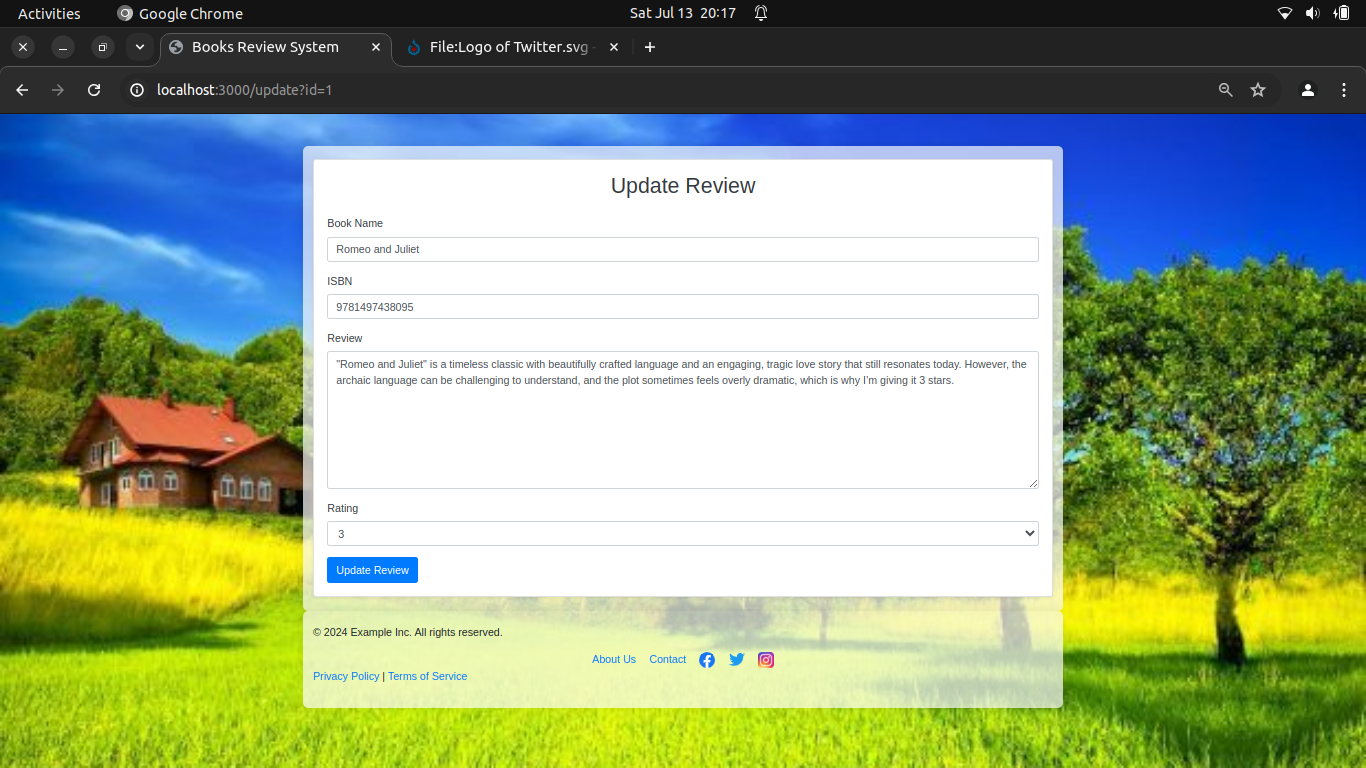 Activities
Google Chrome
Sat Jul 13 20:17
Books Review System
File:Logo of Twitter.svg
localhost:3000/update?id=1
Update Review
Book Name
Romeo and Juliet
ISBN
9781497438095
Review
"Romeo and Juliet" is a timeless classic with beautifully crafted language and an engaging, tragic love story that still resonates today. However, the
archaic language can be challenging to understand, and the plot sometimes feels overly dramatic, which is why I'm giving it 3 stars.
Rating
3
Update Review
© 2024 Example Inc. All rights reserved.
About Us Contact
Privacy Policy | Terms of Service